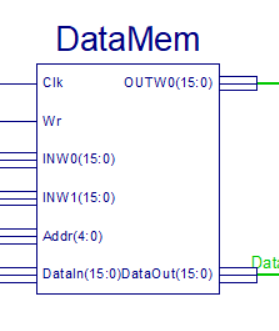 DataMem
Clk OUTW0(15:0)
Wr
INW0(15:0)
INW1(15:0)
Addr(4:0)
DataIn(15:0)DataOut(15:0)
Data